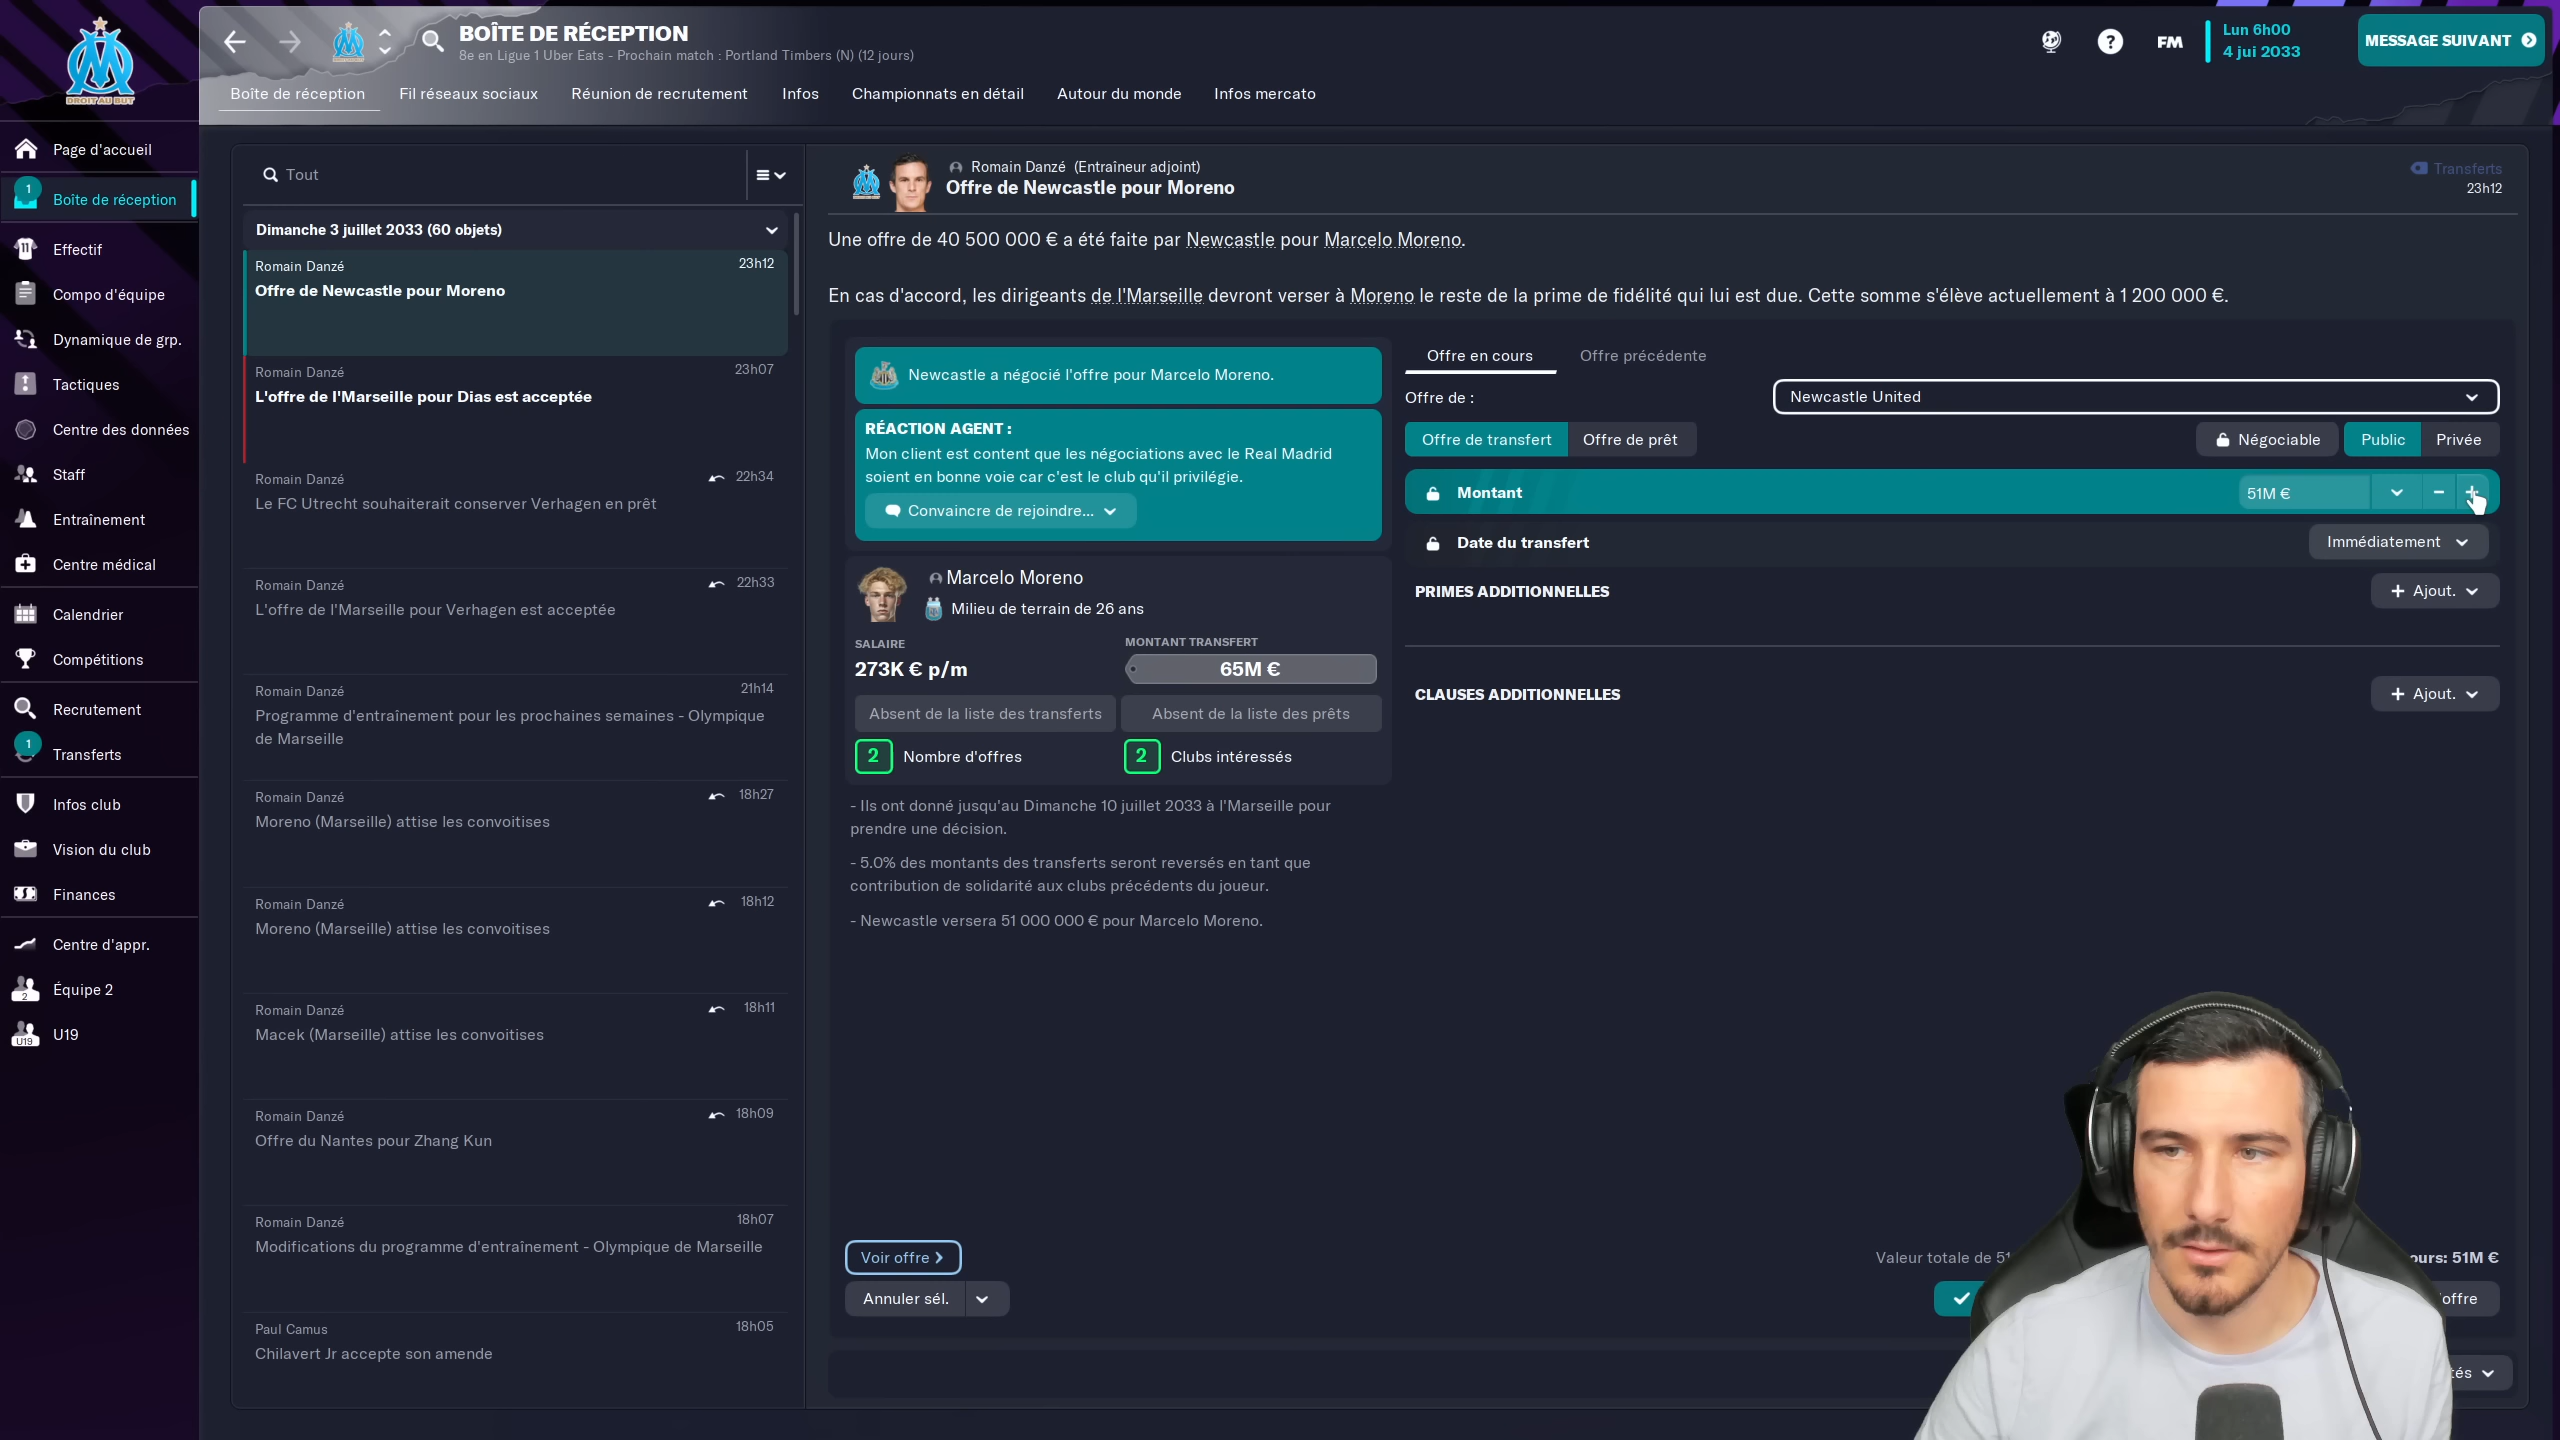 DROIT AU BUT
BOÎTE DE RÉCEPTION
8e en Ligue 1 Uber Eats - Prochain match : Portland Timbers (N) (12 jours)
FM
Lun 6h00
4 jui 2033
MESSAGE SUIVANT
Boîte de réception
Fil réseaux sociaux
Réunion de recrutement
Infos
Championnats en détail
Autour du monde
Infos mercato
Page d'accueil
1
Boîte de réception
Effectif
Compo d'équipe
Dynamique de grp.
Tactiques
Centre des données
Staff
Entraînement
Centre médical
Calendrier
Compétitions
Recrutement
1
Transferts
Infos club
Vision du club
Finances
Centre d'appr.
2
Équipe 2
U19
U19
Tout
Dimanche 3 juillet 2033 (60 objets)
Romain Danzé 23h12
Offre de Newcastle pour Moreno
Romain Danzé 23h07
L'offre de l'Marseille pour Dias est acceptée
Romain Danzé 22h34
Le FC Utrecht souhaiterait conserver Verhagen en prêt
Romain Danzé 22h33
L'offre de l'Marseille pour Verhagen est acceptée
Romain Danzé 21h14
Programme d'entraînement pour les prochaines semaines - Olympique
de Marseille
Romain Danzé 18h27
Moreno (Marseille) attise les convoitises
Romain Danzé 18h12
Moreno (Marseille) attise les convoitises
Romain Danzé 18h11
Macek (Marseille) attise les convoitises
Romain Danzé 18h09
Offre du Nantes pour Zhang Kun
Romain Danzé 18h07
Modifications du programme d'entraînement - Olympique de Marseille
Paul Camus 18h05
Chilavert Jr accepte son amende
Romain Danzé (Entraîneur adjoint)
Offre de Newcastle pour Moreno
Transferts
23h12
Une offre de 40 500 000 € a été faite par Newcastle pour Marcelo Moreno.
En cas d'accord, les dirigeants de l'Marseille devront verser à Moreno le reste de la prime de fidélité qui lui est due. Cette somme s'élève actuellement à 1 200 000 €.
Newcastle a négocié l'offre pour Marcelo Moreno.
RÉACTION AGENT :
Mon client est content que les négociations avec le Real Madrid
soient en bonne voie car c'est le club qu'il privilégie.
Convaincre de rejoindre...
Marcelo Moreno
Milieu de terrain de 26 ans
SALAIRE
MONTANT TRANSFERT
273K € p/m
65M €
Absent de la liste des transferts
Absent de la liste des prêts
2 Nombre d'offres
2 Clubs intéressés
- Ils ont donné jusqu'au Dimanche 10 juillet 2033 à l'Marseille pour
prendre une décision.
- 5.0% des montants des transferts seront reversés en tant que
contribution de solidarité aux clubs précédents du joueur.
- Newcastle versera 51 000 000 € pour Marcelo Moreno.
Offre en cours
Offre précédente
Offre de :
Newcastle United
Offre de transfert
Offre de prêt
Négociable
Public
Privée
Montant
51M €
Date du transfert
Immédiatement
PRIMES ADDITIONNELLES
+ Ajout.
CLAUSES ADDITIONNELLES
+ Ajout.
Voir offre
Valeur totale de 51
ours: 51M €
Annuler sél.
offre
tés